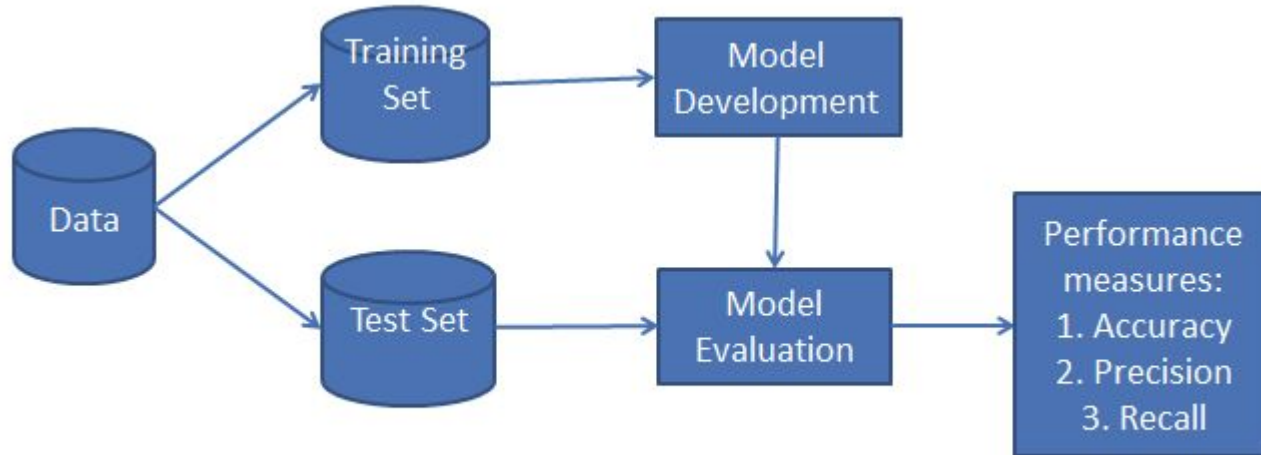 Training
Set
Model
Development
Data
Test Set
Model
Evaluation
Performance
measures:
1. Accuracy
2. Precision
3. Recall